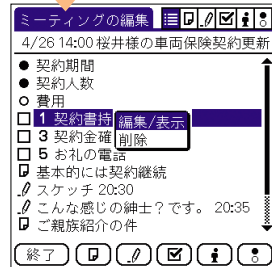 ミーティングの編集
4/26 14:00 桜井様の車両保険契約更新
● 契約期間
● 契約人数
○ 費用
1 契約書持
編集/表示
3 契約金確
削除
5 お礼の電話
基本的には契約継続
スケッチ 20:30
こんな感じの紳士?です。 20:35
ご親族紹介の件
終了